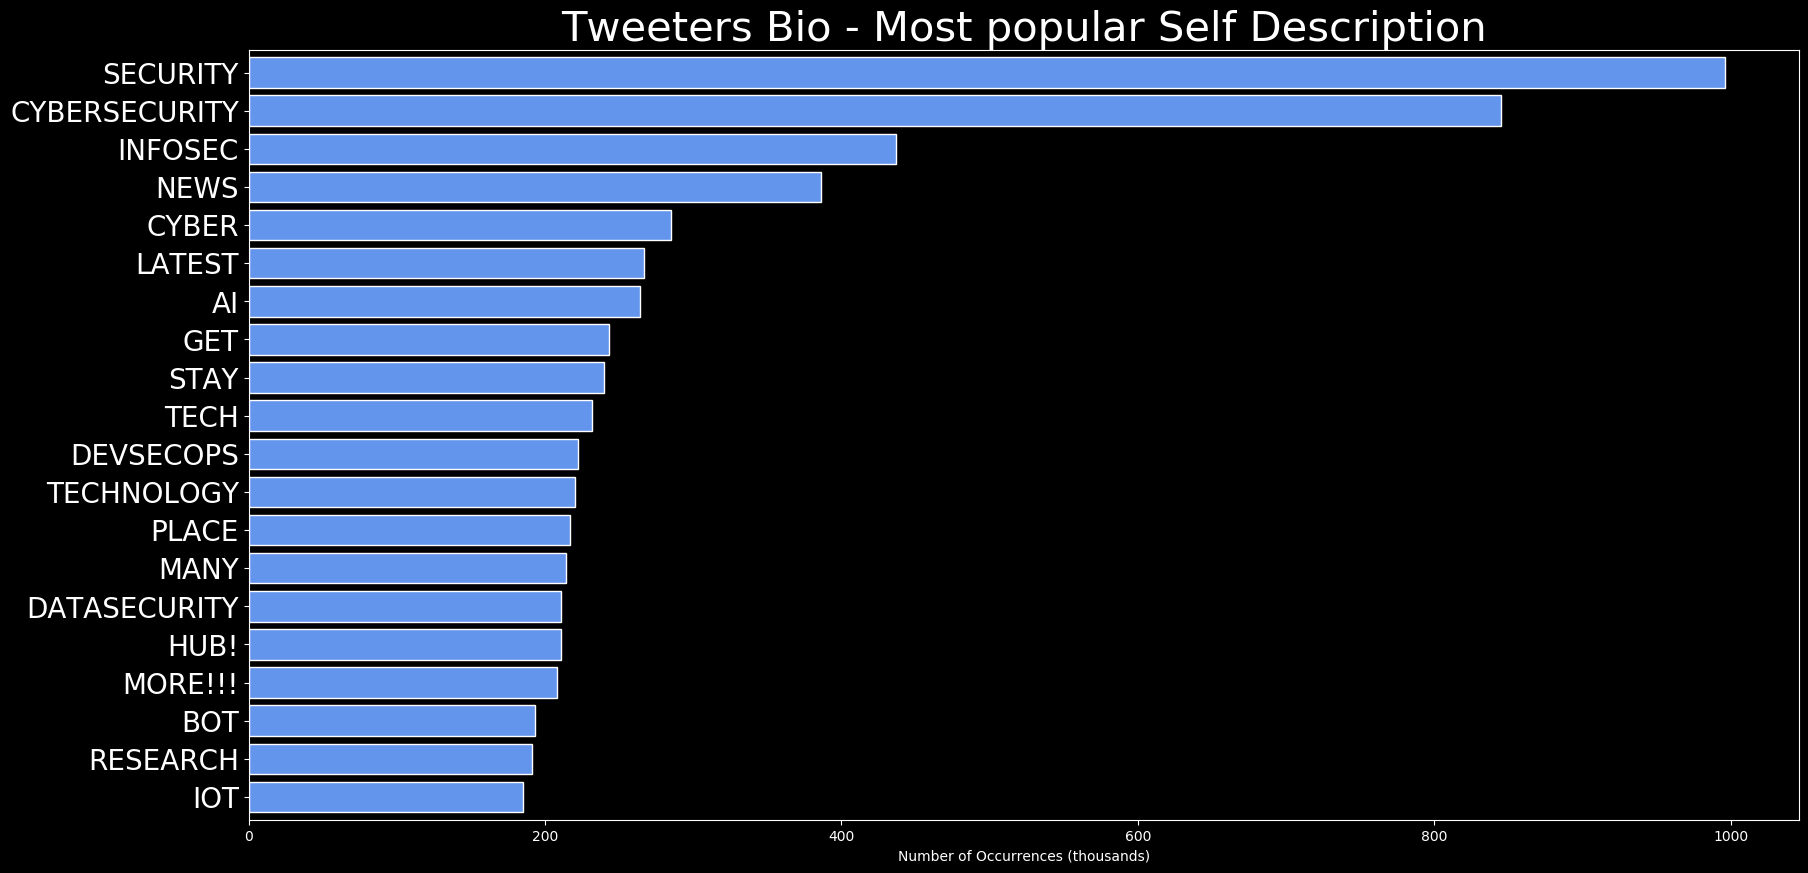 Tweeters Bio - Most popular Self Description
SECURITY
CYBERSECURITY
INFOSEC
NEWS
CYBER
LATEST
AI
GET
STAY
TECH
DEVSECOPS
TECHNOLOGY
PLACE
MANY
DATASECURITY
HUB!
MORE!!!
BOT
RESEARCH
IOT
0 200 400 600 800 1000
Number of Occurrences (thousands)